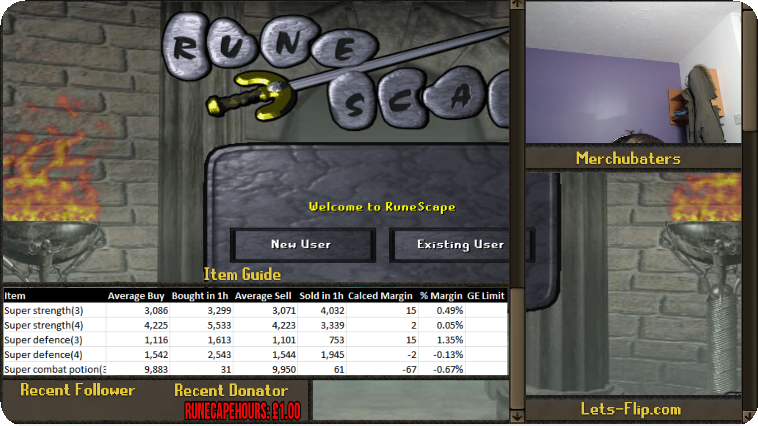 RUNE
SCA
Merchubaters
Welcome to RuneScape
New User
Existing User
Item Guide
Item Average Buy Bought in 1h Average Sell Sold in 1h Calced Margin % Margin GE Limit
Super strength(3) 3,086 3,299 3,071 4,032 15 0.49%
Super strength(4) 4,225 5,533 4,223 3,339 2 0.05%
Super defence(3) 1,116 1,613 1,101 753 15 1.35%
Super defence(4) 1,542 2,543 1,544 1,945 -2 -0.13%
Super combat potion(3 9,883 31 9,950 61 -67 -0.67%
Recent Follower
Recent Donator
RUNECAPEHOURS: £1.00
Lets-Flip.com